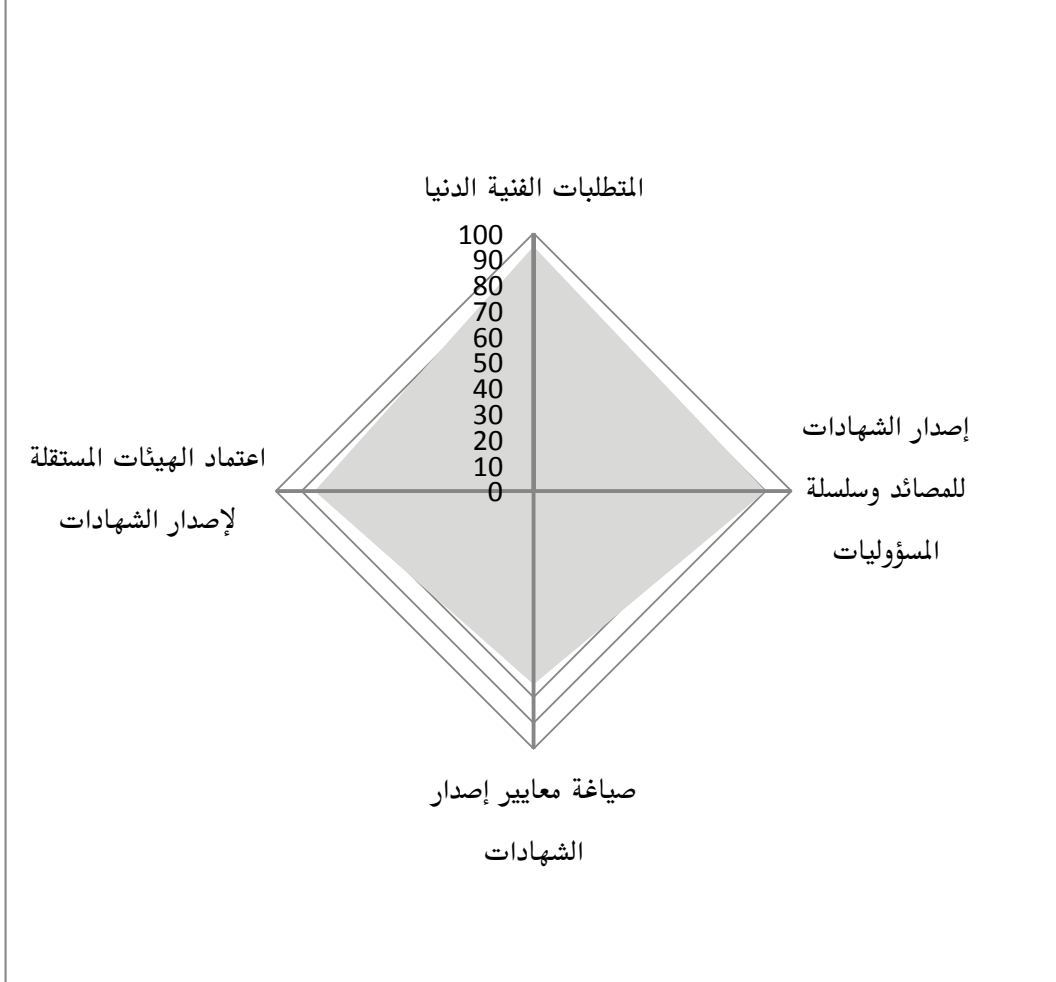 المتطلبات الفنية الدنيا
100
90
80
70
60
50
40
30
20
10
0
إصدار الشهادات
للمصائد وسلسلة
المسؤوليات
صياغة معايير إصدار
الشهادات
اعتماد الهيئات المستقلة
لإصدار الشهادات